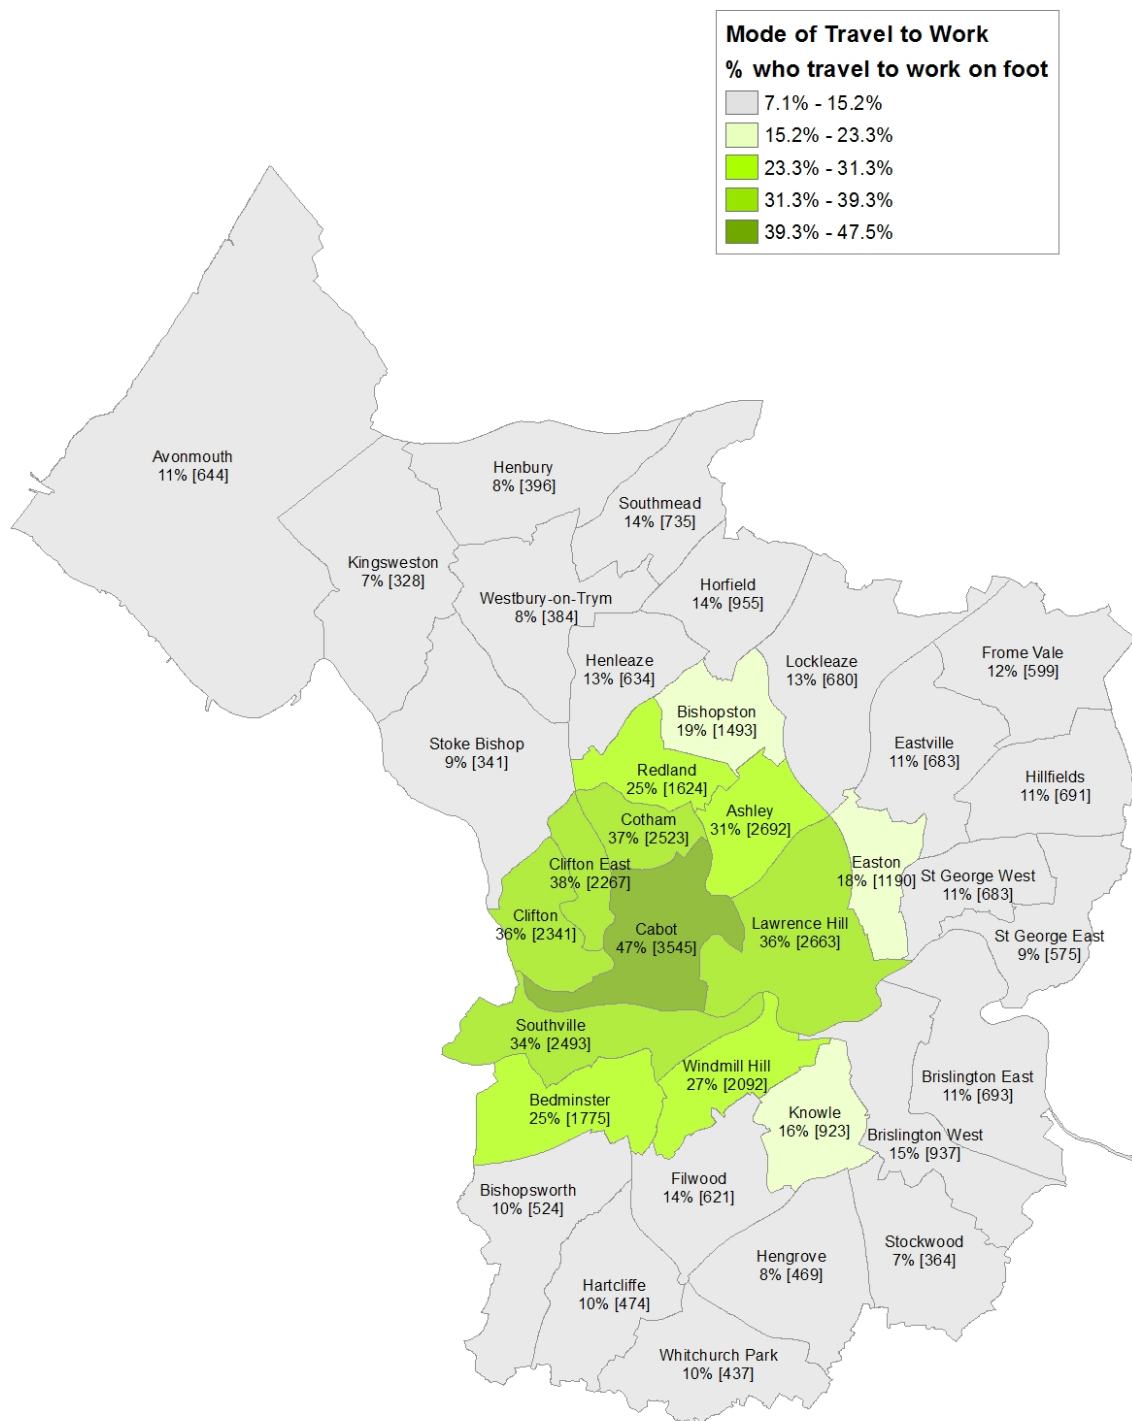 Mode of Travel to Work
% who travel to work on foot
7.1% - 15.2%
15.2% - 23.3%
23.3% - 31.3%
31.3% - 39.3%
39.3% - 47.5%
Avonmouth
11% [644]
Henbury
8% [396]
Southmead
14% [735]
Kingsweston
7% [328]
Westbury-on-Trym
8% [384]
Horfield
14% [955]
Henleaze
13% [634]
Lockleaze
13% [680]
Frome Vale
12% [599]
Bishopston
19% [1493]
Stoke Bishop
9% [341]
Eastville
11% [683]
Redland
25% [1624]
Hillfields
11% [691]
Ashley
31% [2692]
Cotham
37% [2523]
Clifton East
38% [2267]
Easton
18% [1190]
St George West
11% [683]
Clifton
36% [2341]
Cabot
47% [3545]
Lawrence Hill
36% [2663]
St George East
9% [575]
Southville
34% [2493]
Windmill Hill
27% [2092]
Brislington East
11% [693]
Bedminster
25% [1775]
Knowle
16% [923]
Brislington West
15% [937]
Bishopsworth
10% [524]
Filwood
14% [621]
Stockwood
7% [364]
Hengrove
8% [469]
Hartcliffe
10% [474]
Whitchurch Park
10% [437]